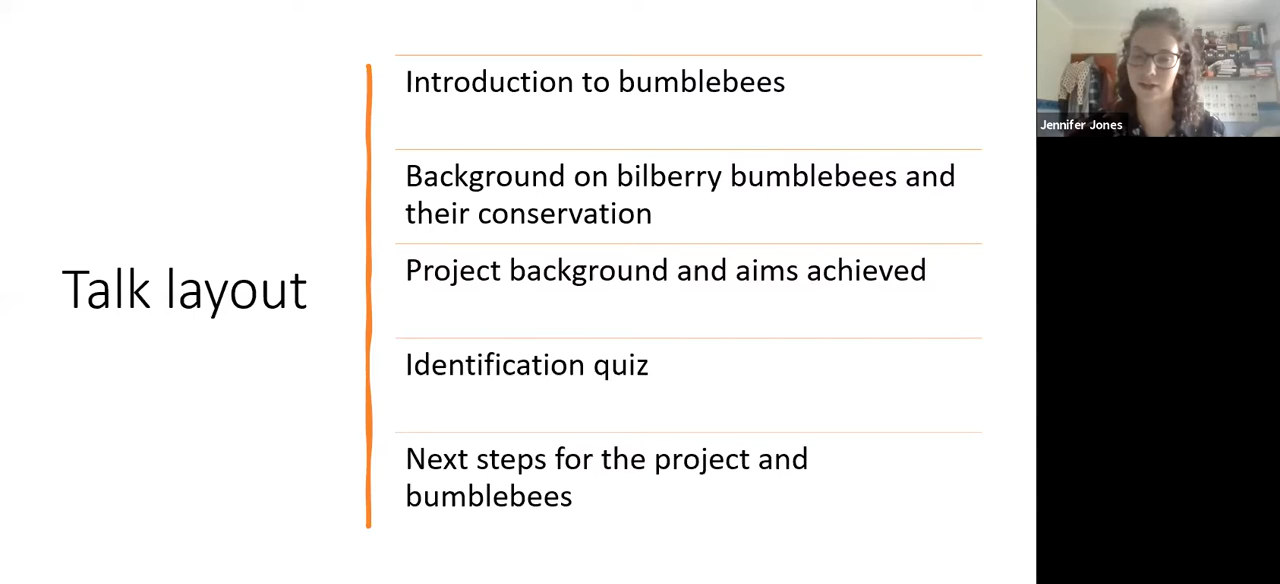 Talk layout
Introduction to bumblebees
Background on bilberry bumblebees and
their conservation
Project background and aims achieved
Identification quiz
Next steps for the project and
bumblebees
Jennifer Jones